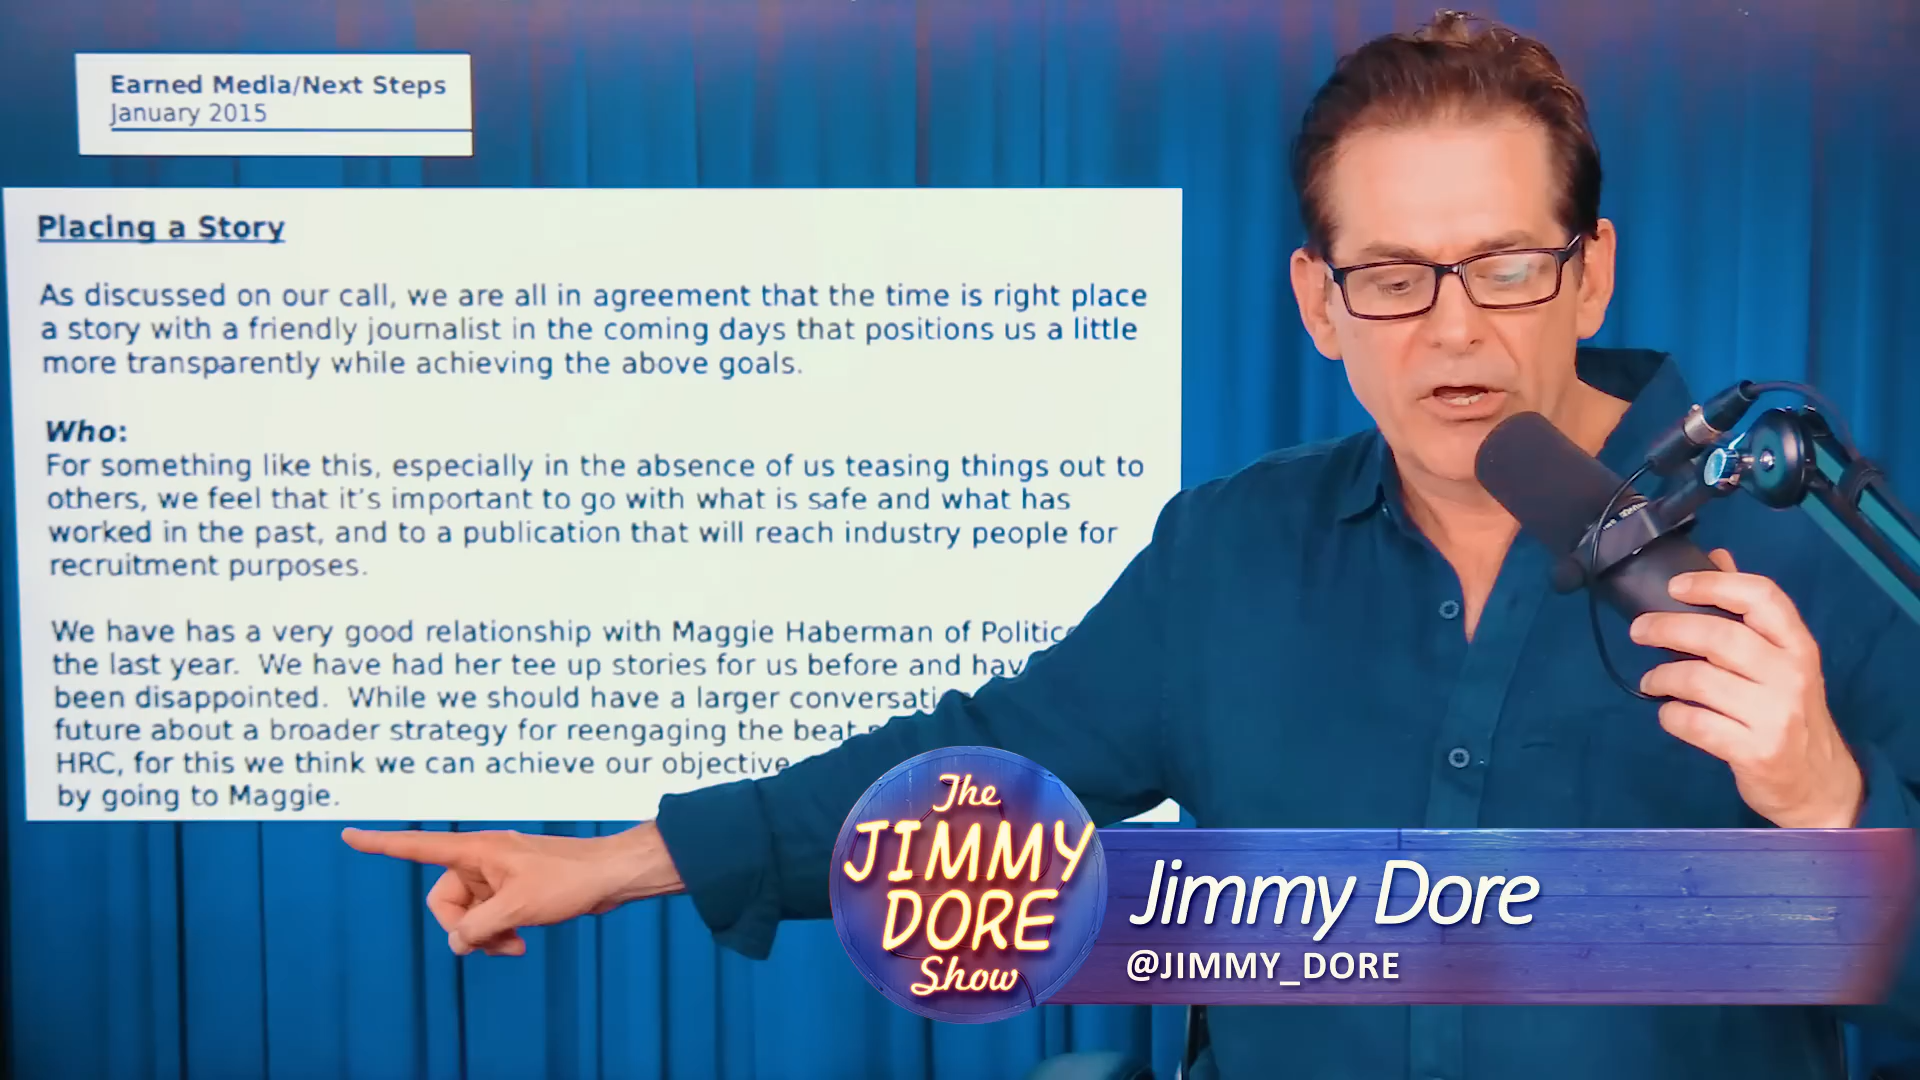 Earned Media/Next Steps
January 2015
Placing a Story
As discussed on our call, we are all in agreement that the time is right place
a story with a friendly journalist in the coming days that positions us a little
more transparently while achieving the above goals.
Who:
For something like this, especially in the absence of us teasing things out to
others, we feel that it's important to go with what is safe and what has
worked in the past, and to a publication that will reach industry people for
recruitment purposes.
We have has a very good relationship with Maggie Haberman of
the last year. We have had her tee up stories for us before and
been disappointed. While we should have a larger
future about a broader strategy for reengaging the beat
HRC, for this we think we can achieve our
by going to Maggie.
The
JIMMY
DORE
Show
Jimmy Dore
@JIMMY_DORE